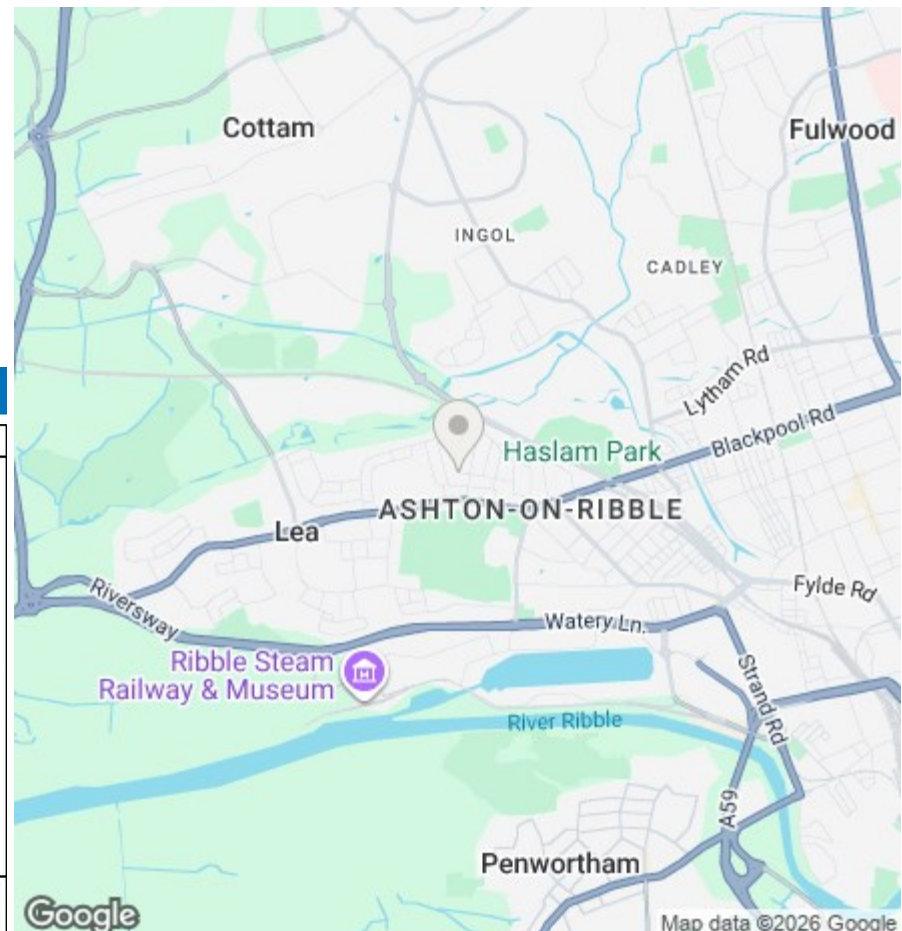 Cottam
Fulwood
INGOL
CADLEY
Lytham Rd
Blackpool Rd
Haslam Park
ASHTON-ON-RIBBLE
Lea
Fylde Rd
Riversway
Watery Ln.
Ribble Steam
Railway & Museum
Strand Rd
River Ribble
A59
Penwortham
Google
Map data ©2026 Google